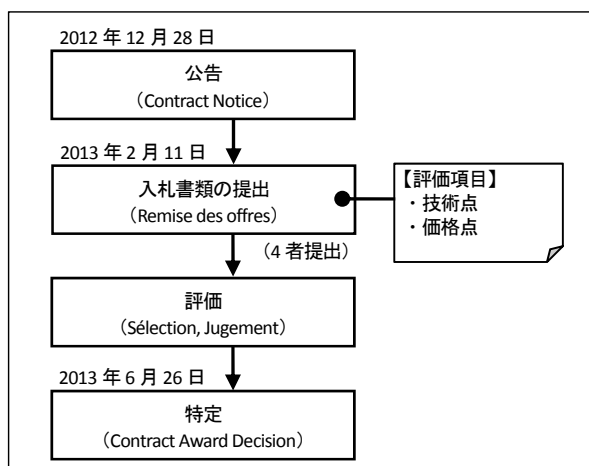 2012 年 12 月 28 日
公告
（Contract Notice）
2013 年 2 月 11 日
入札書類の提出
（Remise des offres）
【評価項目】
・技術点
・価格点
（4 者提出）
評価
（Sélection, Jugement）
2013 年 6 月 26 日
特定
（Contract Award Decision）